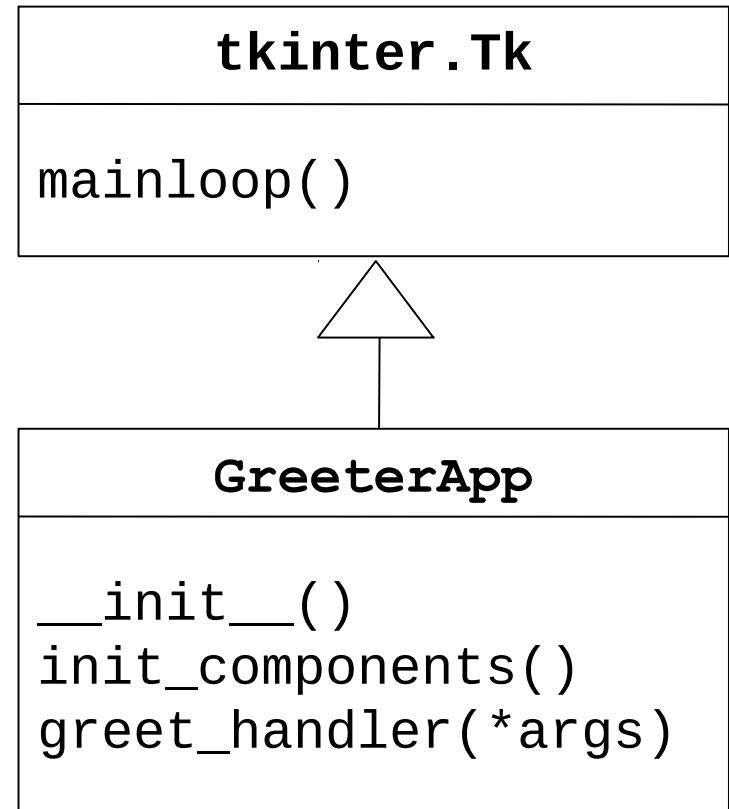 tkinter.Tk
mainloop()
GreeterApp
__init__()
init_components()
greet_handler(*args)